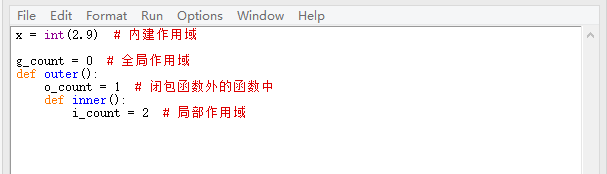 File Edit Format Run Options Window Help
x = int(2.9)  # 内建作用域
g_count = 0  # 全局作用域
def outer():
    o_count = 1  # 闭包函数外的函数中
    def inner():
        i_count = 2  # 局部作用域